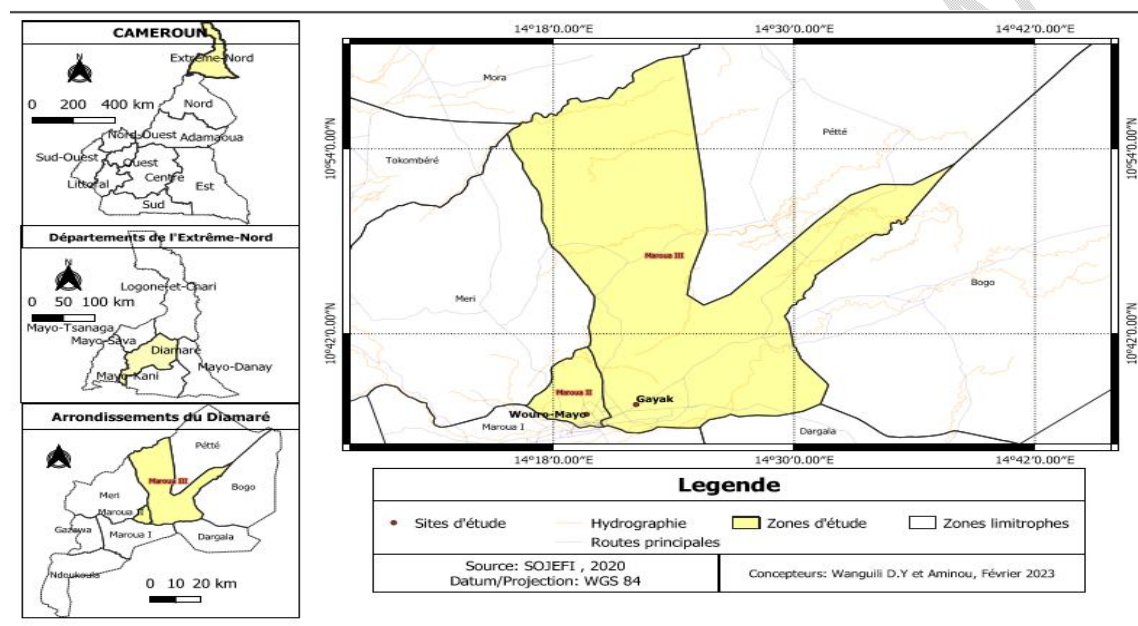 CAMEROUN
N
Extrême-Nord
0 200 400 km
Nord
Nord-Ouest
Adamaoua
Sud-Ouest
Ouest
Centre
Littoral
Est
Sud
Départements de l'Extrême-Nord
N
Logone-et-Chari
0 50 100 km
Mayo-Tsanaga
Mayo-Sava
Diamaré
Mayo-Danay
Mayo-Kani
Arrondissements du Diamaré
Pétté
Maroua III
Meri
Bogo
Maroua II
Gazawa
Maroua I
Dargala
Ndoukoula
0 10 20 km
14°18'0.00"E 14°30'0.00"E 14°42'0.00"E
Mora
Pétté
10°54'0.00"N 10°54'0.00"N
Tokombéré
Maroua III
Bogo
Meri
10°42'0.00"N 10°42'0.00"N
Maroua II
Gayak
Wouro-Mayo
Maroua I
Dargala
14°18'0.00"E 14°30'0.00"E 14°42'0.00"E
Legende
Sites d'étude Hydrographie Zones d'étude Zones limitrophes
Routes principales
Source: SOJEFI , 2020
Datum/Projection: WGS 84
Concepteurs: Wanguili D.Y et Aminou, Février 2023